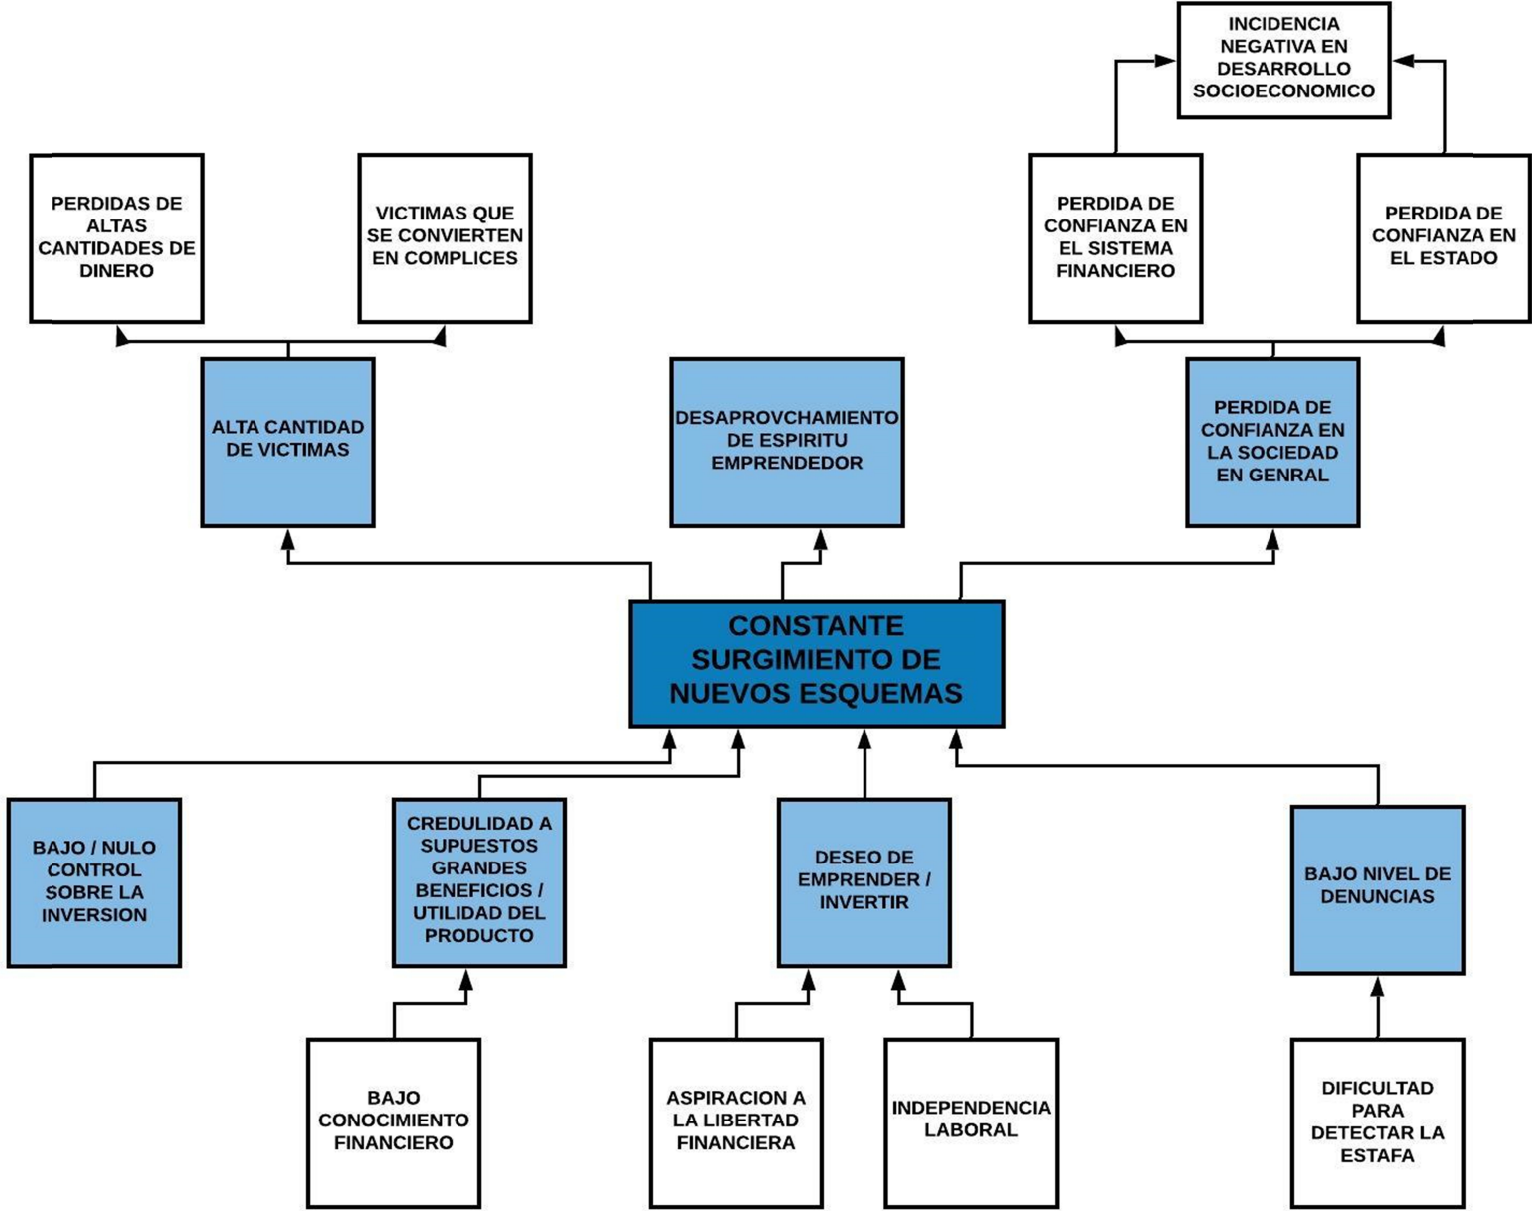 INCIDENCIA
NEGATIVA EN
DESARROLLO
SOCIOECONOMICO
PERDIDAS DE
ALTAS
CANTIDADES DE
DINERO
VICTIMAS QUE
SE CONVIERTEN
EN COMPLICES
PERDIDA DE
CONFIANZA EN
EL SISTEMA
FINANCIERO
PERDIDA DE
CONFIANZA EN
EL ESTADO
ALTA CANTIDAD
DE VICTIMAS
DESAPROVCHAMIENTO
DE ESPIRITU
EMPRENDEDOR
PERDIDA DE
CONFIANZA EN
LA SOCIEDAD
EN GENRAL
CONSTANTE
SURGIMIENTO DE
NUEVOS ESQUEMAS
BAJO / NULO
CONTROL
SOBRE LA
INVERSION
CREDULIDAD A
SUPUESTOS
GRANDES
BENEFICIOS /
UTILIDAD DEL
PRODUCTO
DESEO DE
EMPRENDER /
INVERTIR
BAJO NIVEL DE
DENUNCIAS
BAJO
CONOCIMIENTO
FINANCIERO
ASPIRACION A
LA LIBERTAD
FINANCIERA
INDEPENDENCIA
LABORAL
DIFICULTAD
PARA
DETECTAR LA
ESTAFA